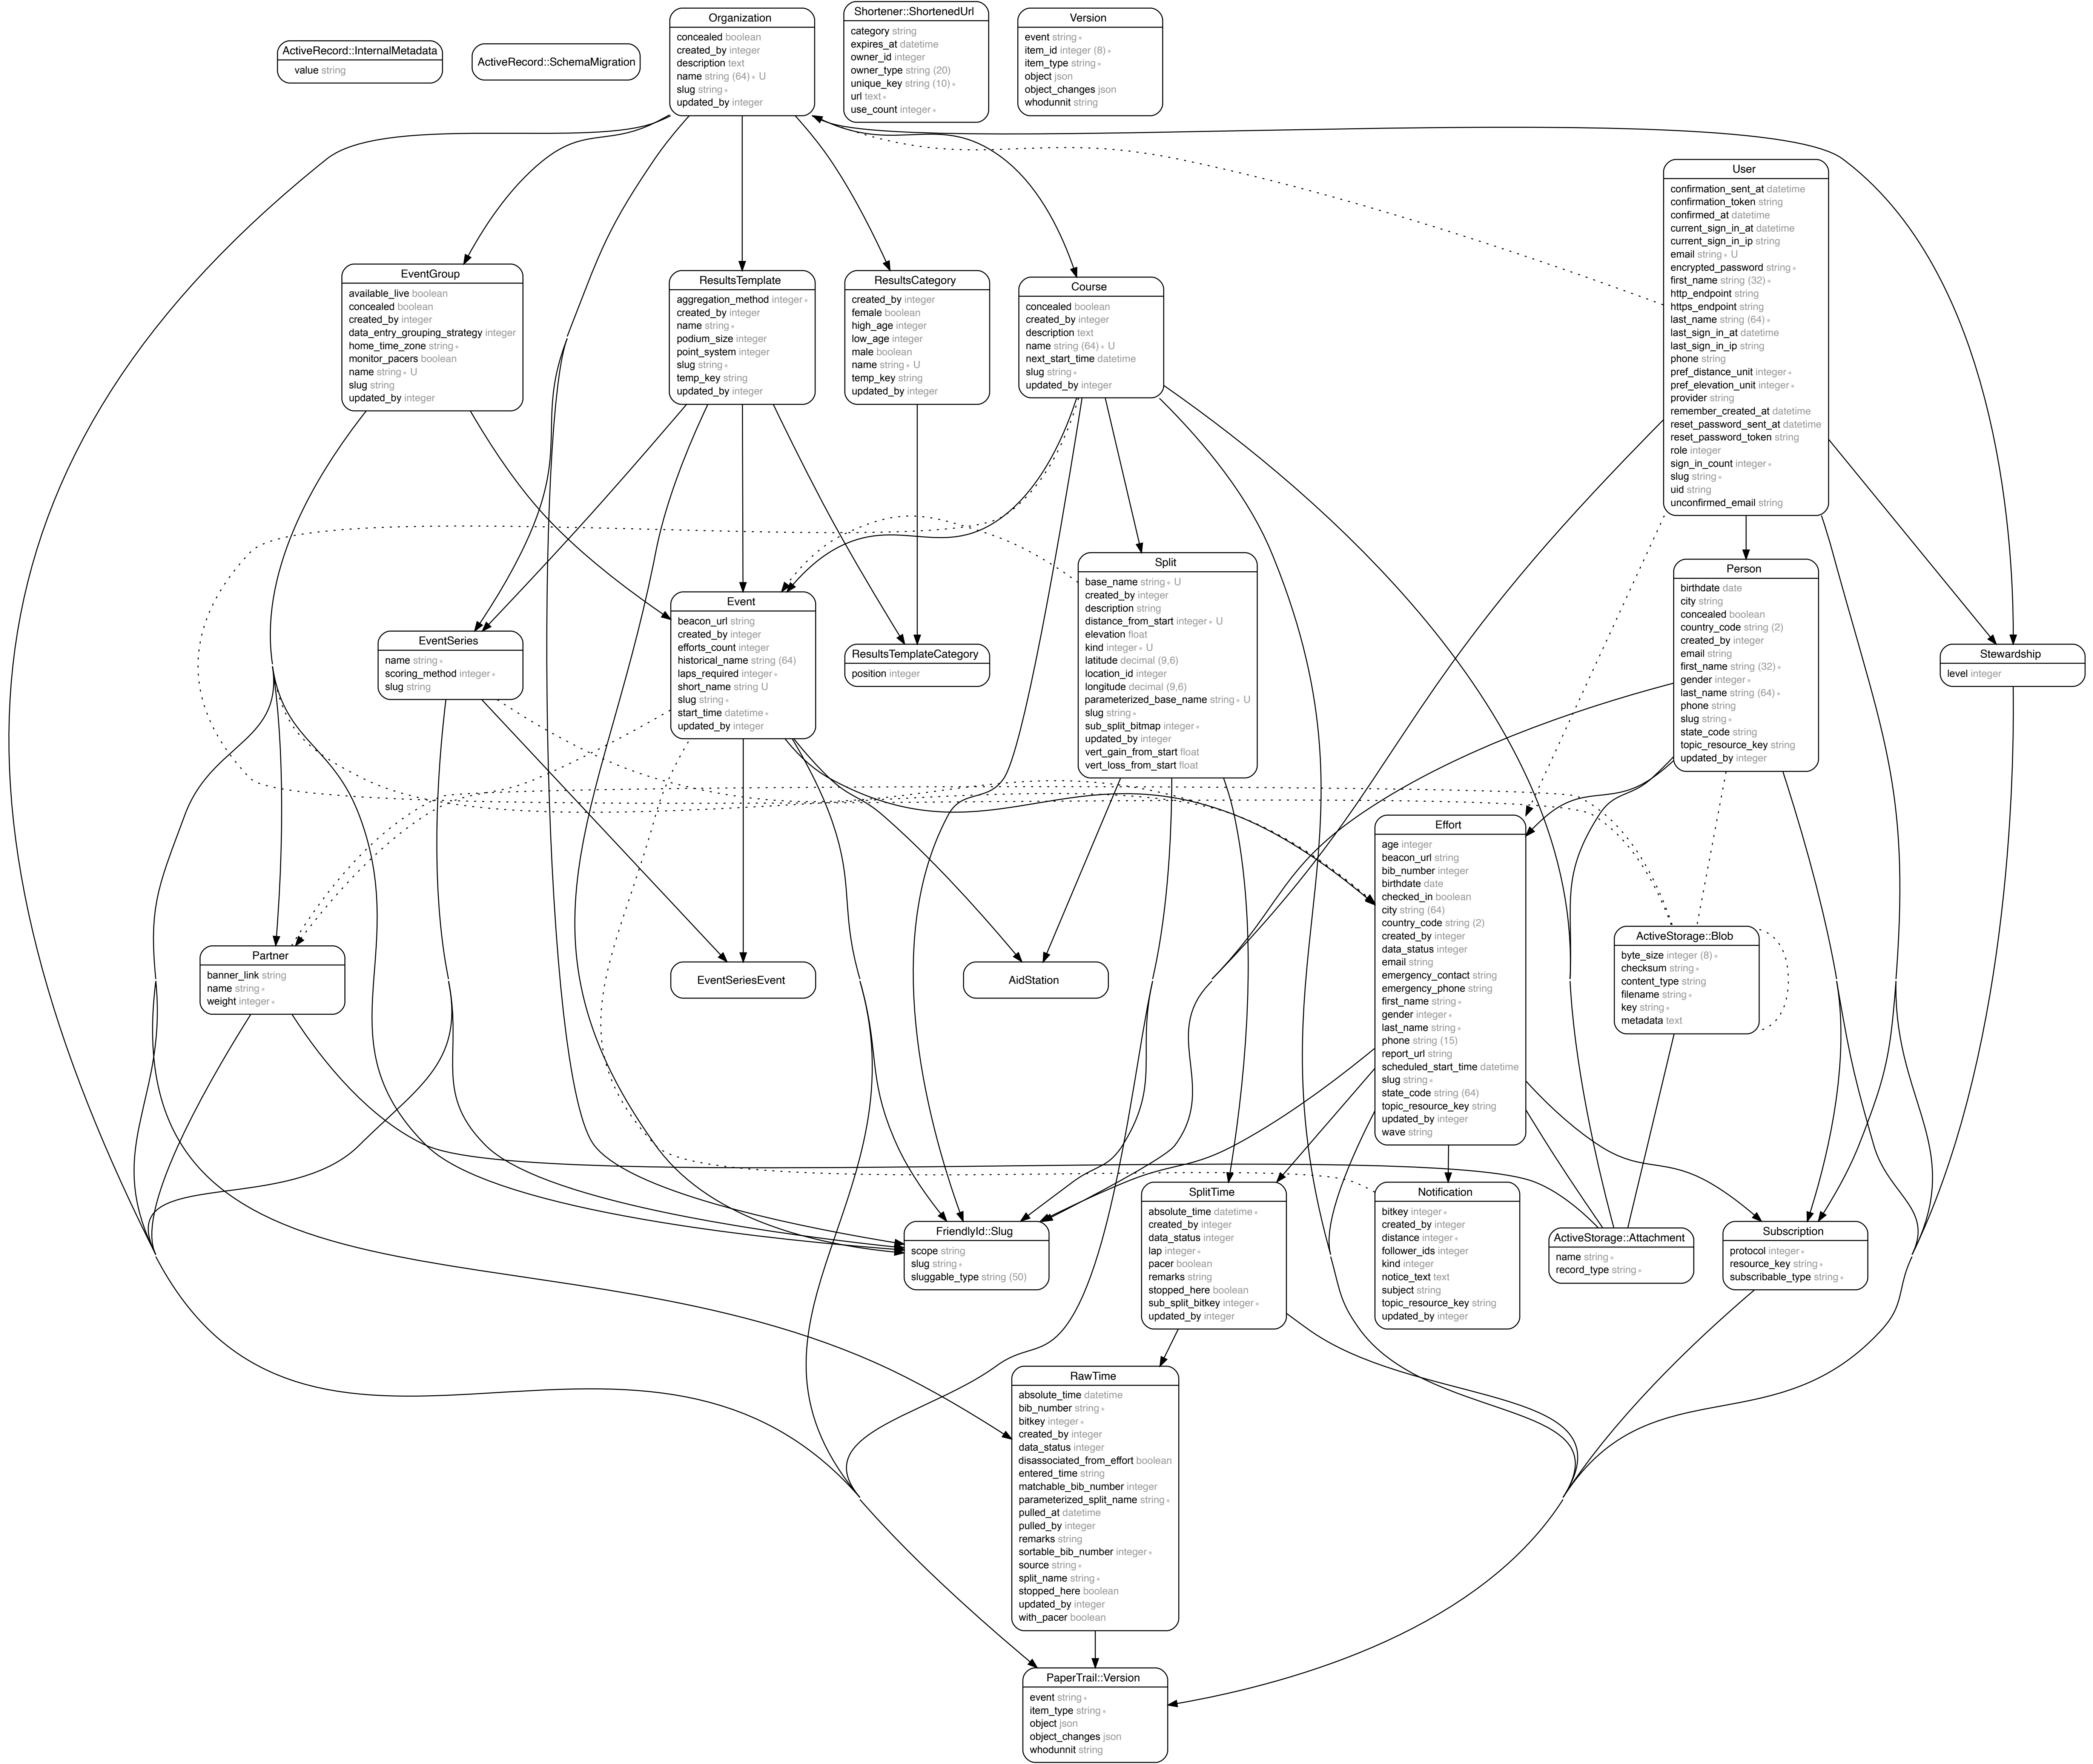 ActiveRecord::InternalMetadata
value string
ActiveRecord::SchemaMigration
Organization
concealed boolean
created_by integer
description text
name string (64) ∗ U
slug string ∗
updated_by integer
Shortener::ShortenedUrl
category string
expires_at datetime
owner_id integer
owner_type string (20)
unique_key string (10) ∗
url text ∗
use_count integer ∗
Version
event string ∗
item_id integer (8) ∗
item_type string ∗
object json
object_changes json
whodunnit string
User
confirmation_sent_at datetime
confirmation_token string
confirmed_at datetime
current_sign_in_at datetime
current_sign_in_ip string
email string ∗ U
encrypted_password string ∗
first_name string (32) ∗
http_endpoint string
https_endpoint string
last_name string (64) ∗
last_sign_in_at datetime
last_sign_in_ip string
phone string
pref_distance_unit integer ∗
pref_elevation_unit integer ∗
provider string
remember_created_at datetime
reset_password_sent_at datetime
reset_password_token string
role integer
sign_in_count integer ∗
slug string ∗
uid string
unconfirmed_email string
EventGroup
available_live boolean
concealed boolean
created_by integer
data_entry_grouping_strategy integer
home_time_zone string ∗
monitor_pacers boolean
name string ∗ U
slug string
updated_by integer
ResultsTemplate
aggregation_method integer ∗
created_by integer
name string ∗
podium_size integer
point_system integer
slug string ∗
temp_key string
updated_by integer
ResultsCategory
created_by integer
female boolean
high_age integer
low_age integer
male boolean
name string ∗ U
temp_key string
updated_by integer
Course
concealed boolean
created_by integer
description text
name string (64) ∗ U
next_start_time datetime
slug string ∗
updated_by integer
Split
base_name string ∗ U
created_by integer
description string
distance_from_start integer ∗ U
elevation float
kind integer ∗ U
latitude decimal (9,6)
location_id integer
longitude decimal (9,6)
parameterized_base_name string ∗ U
slug string ∗
sub_split_bitmap integer ∗
updated_by integer
vert_gain_from_start float
vert_loss_from_start float
Person
birthdate date
city string
concealed boolean
country_code string (2)
created_by integer
email string
first_name string (32) ∗
gender integer ∗
last_name string (64) ∗
phone string
slug string ∗
state_code string
topic_resource_key string
updated_by integer
Event
beacon_url string
created_by integer
efforts_count integer
historical_name string (64)
laps_required integer ∗
short_name string U
slug string ∗
start_time datetime ∗
updated_by integer
EventSeries
name string ∗
scoring_method integer ∗
slug string
ResultsTemplateCategory
position integer
Stewardship
level integer
Effort
age integer
beacon_url string
bib_number integer
birthdate date
checked_in boolean
city string (64)
country_code string (2)
created_by integer
data_status integer
email string
emergency_contact string
emergency_phone string
first_name string ∗
gender integer ∗
last_name string ∗
phone string (15)
report_url string
scheduled_start_time datetime
slug string ∗
state_code string (64)
topic_resource_key string
updated_by integer
wave string
Partner
banner_link string
name string ∗
weight integer ∗
EventSeriesEvent
AidStation
ActiveStorage::Blob
byte_size integer (8) ∗
checksum string ∗
content_type string
filename string ∗
key string ∗
metadata text
FriendlyId::Slug
scope string
slug string ∗
sluggable_type string (50)
SplitTime
absolute_time datetime ∗
created_by integer
data_status integer
lap integer ∗
pacer boolean
remarks string
stopped_here boolean
sub_split_bitkey integer ∗
updated_by integer
Notification
bitkey integer ∗
created_by integer
distance integer ∗
follower_ids integer
kind integer
notice_text text
subject string
topic_resource_key string
updated_by integer
ActiveStorage::Attachment
name string ∗
record_type string ∗
Subscription
protocol integer ∗
resource_key string ∗
subscribable_type string ∗
RawTime
absolute_time datetime
bib_number string ∗
bitkey integer ∗
created_by integer
data_status integer
disassociated_from_effort boolean
entered_time string
matchable_bib_number integer
parameterized_split_name string ∗
pulled_at datetime
pulled_by integer
remarks string
sortable_bib_number integer ∗
source string ∗
split_name string ∗
stopped_here boolean
updated_by integer
with_pacer boolean
PaperTrail::Version
event string ∗
item_type string ∗
object json
object_changes json
whodunnit string